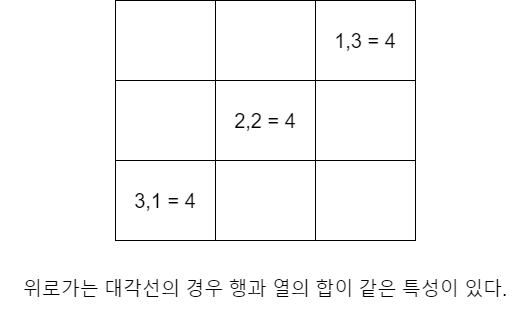 1,3 = 4
2,2 = 4
3,1 = 4
위로가는 대각선의 경우 행과 열의 합이 같은 특성이 있다.